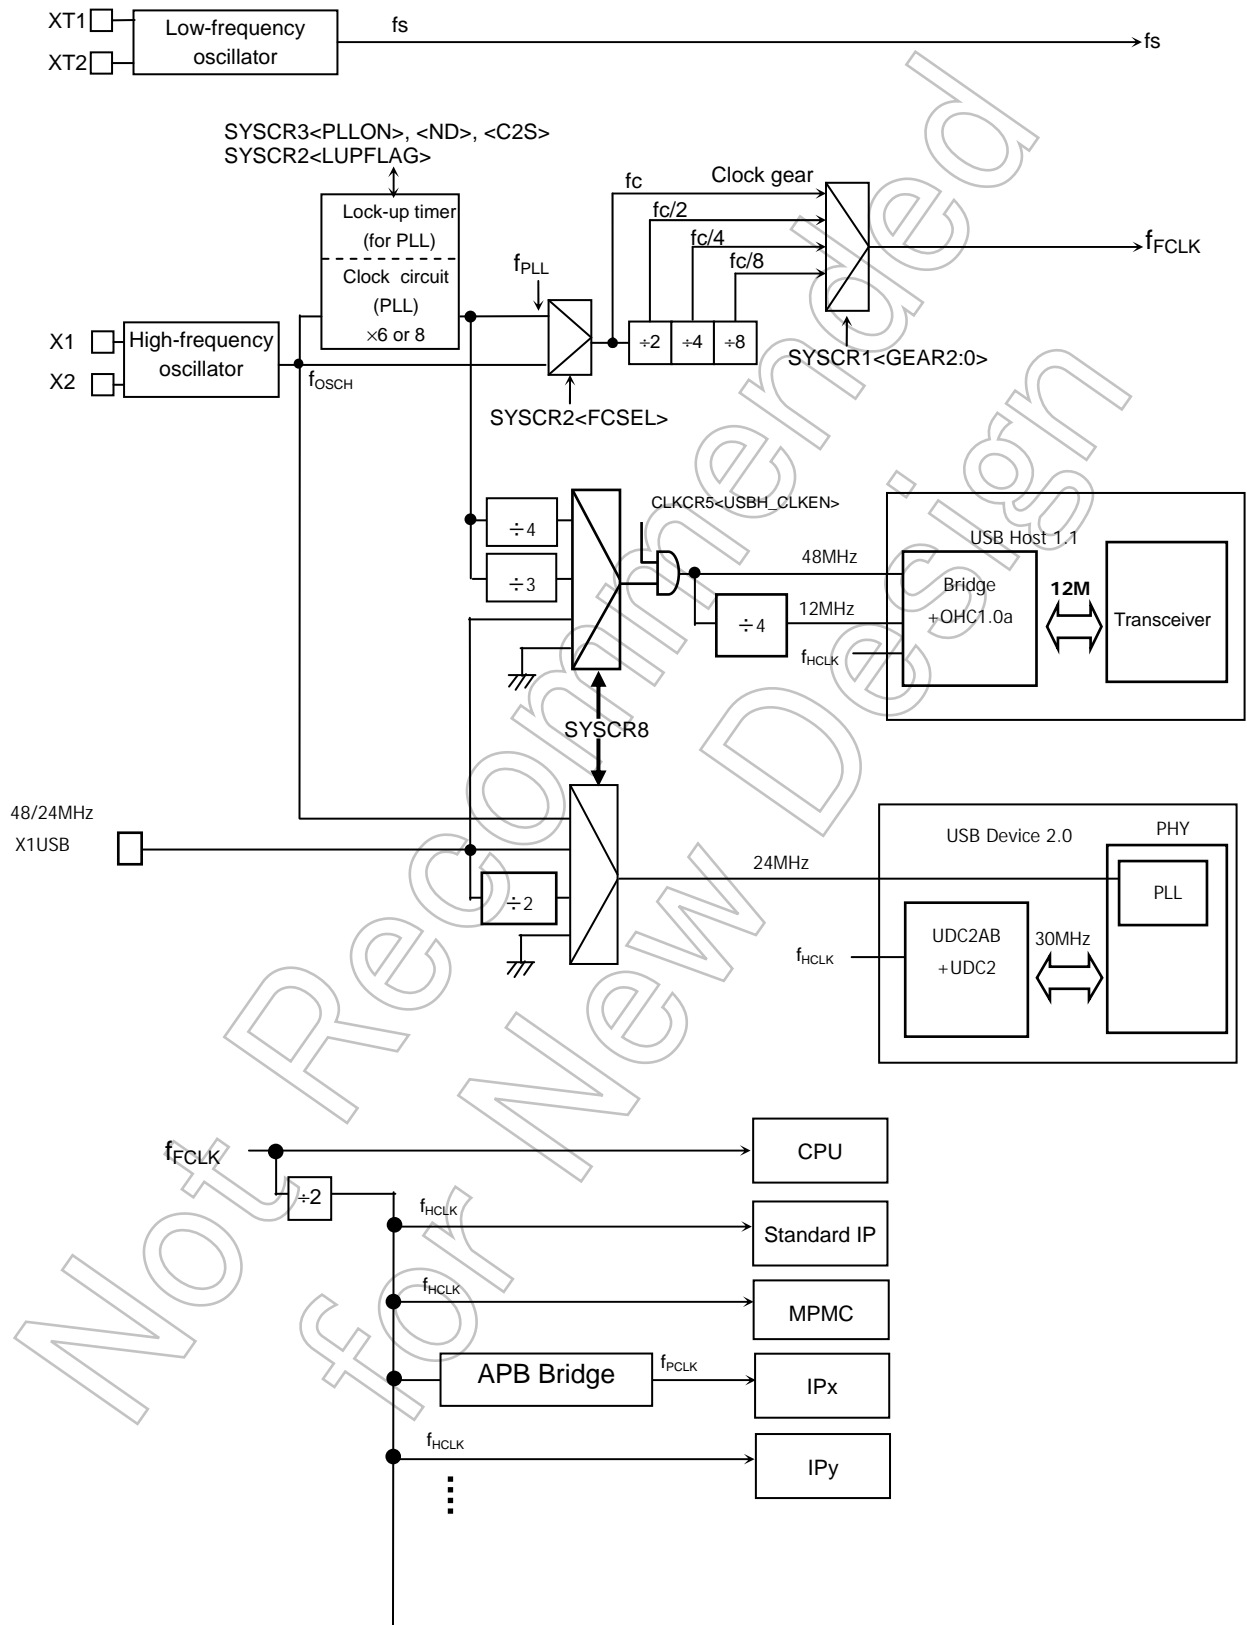 XT1
XT2
Low-frequency
oscillator
fs
fs
SYSCR3<PLLON>, <ND>, <C2S>
SYSCR2<LUPFLAG>
Lock-up timer
(for PLL)
Clock circuit
(PLL)
×6 or 8
X1
X2
High-frequency
oscillator
fOSCH
fPLL
SYSCR2<FCSEL>
fc
Clock gear
fc/2
fc/4
fc/8
÷2
÷4
÷8
SYSCR1<GEAR2:0>
fFCLK
÷4
÷3
CLKCR5<USBH_CLKEN>
48MHz
÷4
12MHz
fHCLK
USB Host 1.1
Bridge
+OHC1.0a
12M
Transceiver
SYSCR8
48/24MHz
X1USB
÷2
24MHz
USB Device 2.0
PHY
PLL
fHCLK
UDC2AB
+UDC2
30MHz
fFCLK
÷2
CPU
fHCLK
Standard IP
fHCLK
MPMC
APB Bridge
fPCLK
IPx
fHCLK
IPy
Not Recommended
for New Design